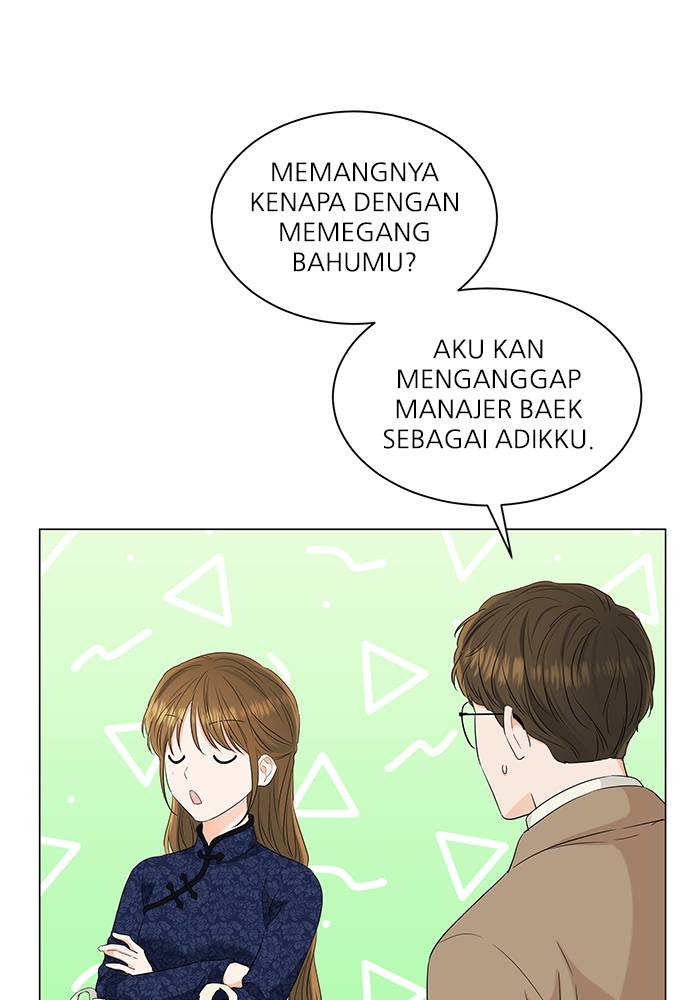 MEMANGNYA
KENAPA DENGAN
MEMEGANG
BAHUMU?
AKU KAN
MENGANGGAP
MANAJER BAEK
SEBAGAI ADIKKU.